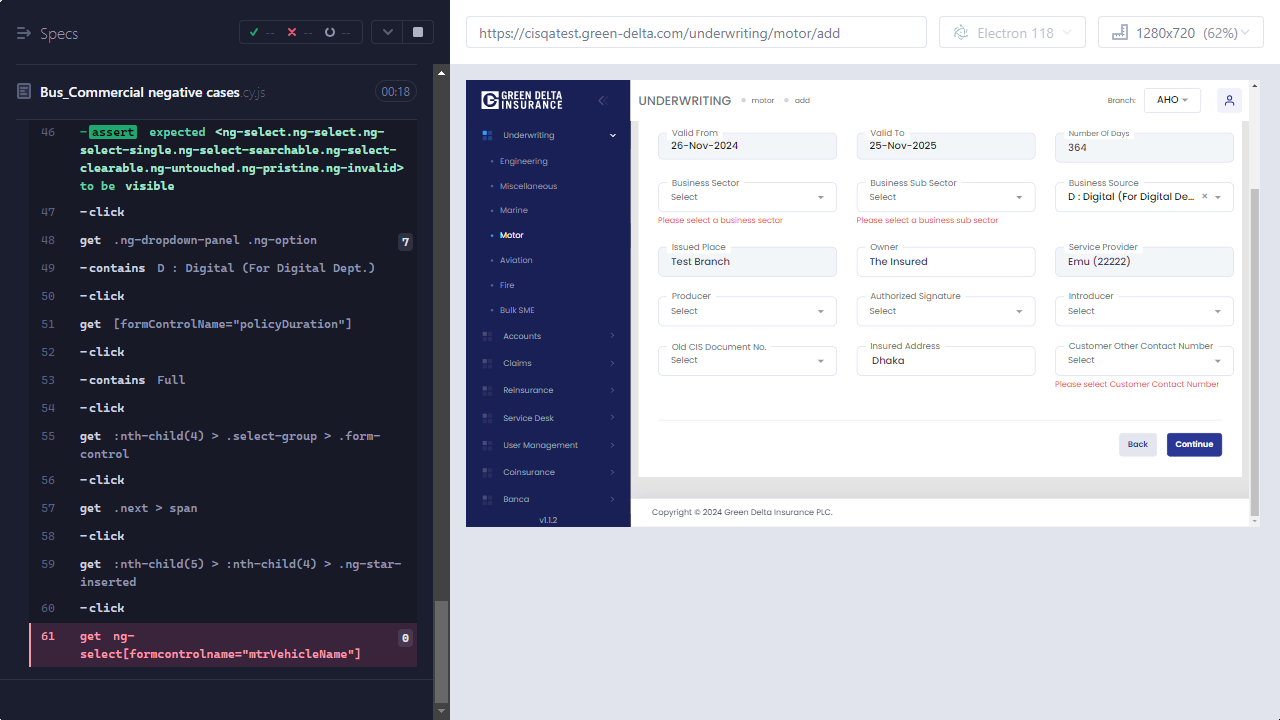 Specs
--
--
--
Bus_Commercial negative cases.cy.js
00:18
46 -assert expected <ng-select.ng-select.ng-
select-single.ng-select-searchable.ng-select-
clearable.ng-untouched.ng-pristine.ng-invalid>
to be visible
47 -click
48 get .ng-dropdown-panel .ng-option 7
49 -contains D : Digital (For Digital Dept.)
50 -click
51 get [formControlName="policyDuration"]
52 -click
53 -contains Full
54 -click
55 get :nth-child(4) > .select-group > .form-
control
56 -click
57 get .next > span
58 -click
59 get :nth-child(5) > :nth-child(4) > .ng-star-
inserted
60 -click
61 get ng- 0
select[formcontrolname="mtrVehicleName"]
https://cisqatest.green-delta.com/underwriting/motor/add
Electron 118
1280x720 (62%)
GREEN DELTA
INSURANCE
Underwriting
Engineering
Miscellaneous
Marine
Motor
Aviation
Fire
Bulk SME
Accounts
Claims
Reinsurance
Service Desk
User Management
Coinsurance
Banca
v1.1.2
UNDERWRITING motor add
Branch: AHO
Valid From
26-Nov-2024
Valid To
25-Nov-2025
Number Of Days
364
Business Sector
Select
Please select a business sector
Business Sub Sector
Select
Please select a business sub sector
Business Source
D : Digital (For Digital De... ×
Issued Place
Test Branch
Owner
The Insured
Service Provider
Emu (22222)
Producer
Select
Authorized Signature
Select
Introducer
Select
Old CIS Document No.
Select
Insured Address
Dhaka
Customer Other Contact Number
Select
Please select Customer Contact Number
Back
Continue
Copyright © 2024 Green Delta Insurance PLC.